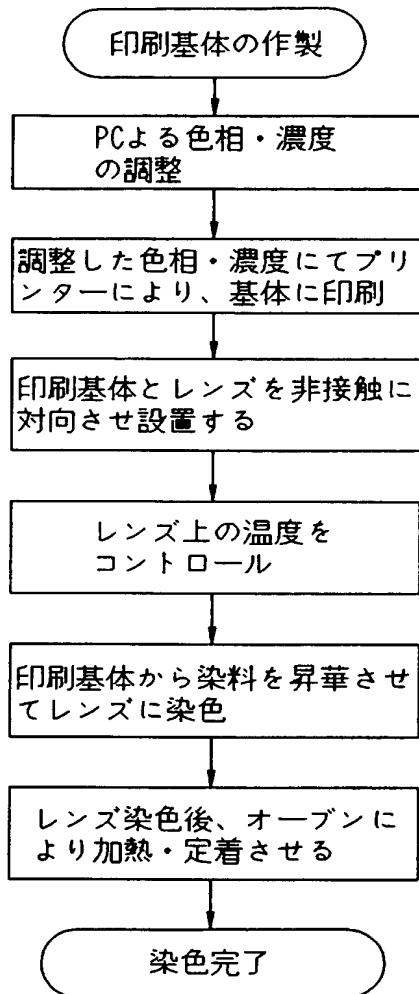 印刷基体の作製
PCよる色相・濃度
の調整
調整した色相・濃度にてプリ
ンターにより、基体に印刷
印刷基体とレンズを非接触に
対向させ設置する
レンズ上の温度を
コントロール
印刷基体から染料を昇華させ
てレンズに染色
レンズ染色後、オーブンに
より加熱・定着させる
染色完了